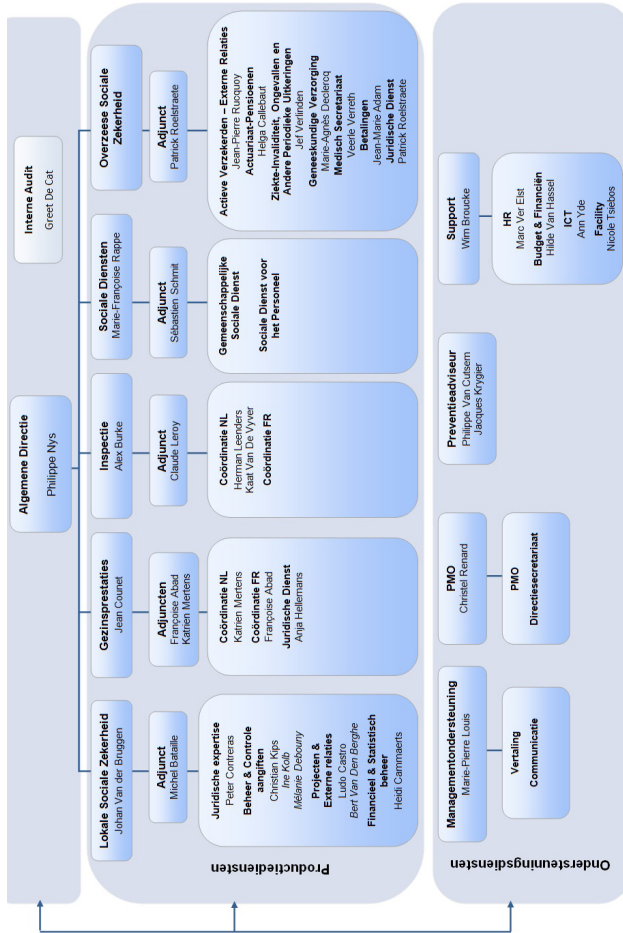 Algemene Directie
Philippe Nys
Interne Audit
Greet De Cat
Productiediensten
Lokale Sociale Zekerheid
Johan Van der Bruggen
Adjunct
Michel Bataille
Juridische expertise
Peter Contreras
Beheer & Controle
aangiften
Christian Kips
Ine Kolb
Mélanie Debouny
Projecten &
Externe relaties
Ludo Castro
Bert Van Den Berghe
Financieel & Statistisch
beheer
Heidi Cammaerts
Gezinsprestaties
Jean Counet
Adjuncten
Françoise Abad
Katrien Mertens
Coördinatie NL
Katrien Mertens
Coördinatie FR
Françoise Abad
Juridische Dienst
Anja Hellemans
Inspectie
Alex Burke
Adjunct
Claude Leroy
Coördinatie NL
Herman Leenders
Kaat Van De Vyver
Coördinatie FR
Sociale Diensten
Marie-Françoise Rappe
Adjunct
Sébastien Schmit
Gemeenschappelijke
Sociale Dienst
Sociale Dienst voor
het Personeel
Overzeese Sociale
Zekerheid
Adjunct
Patrick Roelstraete
Actieve Verzekerden – Externe Relaties
Jean-Pierre Rucquoy
Actuariaat-Pensioenen
Helga Callebaut
Ziekte-Invaliditeit, Ongevallen en
Andere Periodieke Uitkeringen
Jef Verlinden
Geneeskundige Verzorging
Marie-Agnès Declercq
Medisch Secretariaat
Veerle Verreth
Betalingen
Jean-Marie Adam
Juridische Dienst
Patrick Roelstraete
Ondersteuningsdiensten
Managementondersteuning
Marie-Pierre Louis
Vertaling
Communicatie
PMO
Christel Renard
PMO
Directiesecretariaat
Preventieadviseur
Philippe Van Cutsem
Jacques Krygier
Support
Wim Broucke
HR
Marc Ver Elst
Budget & Financiën
Hilde Van Hassel
ICT
Ann Yde
Facility
Nicole Tsiebos